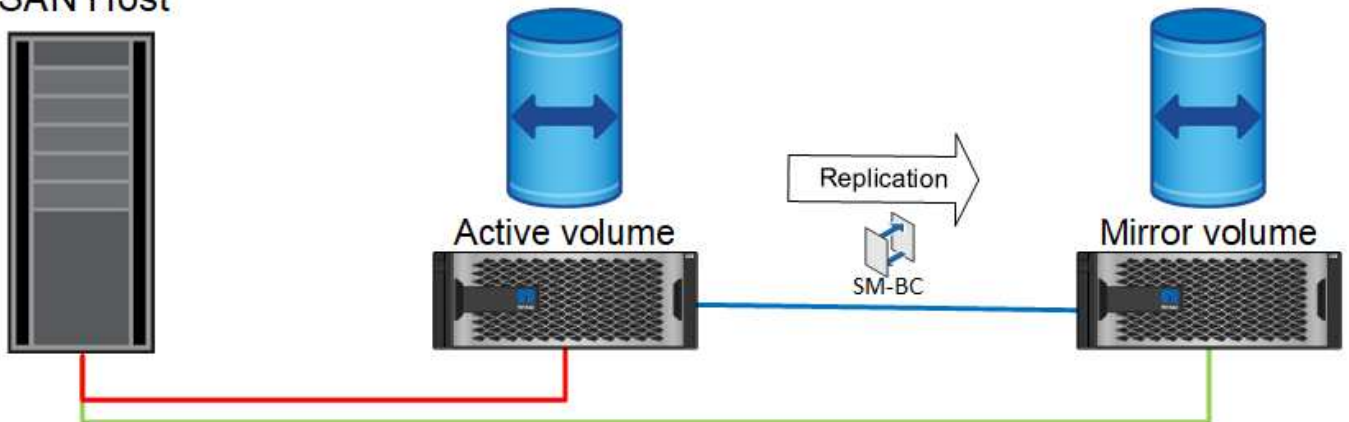 SAN Host
Replication
Active volume
Mirror volume
SM-BC